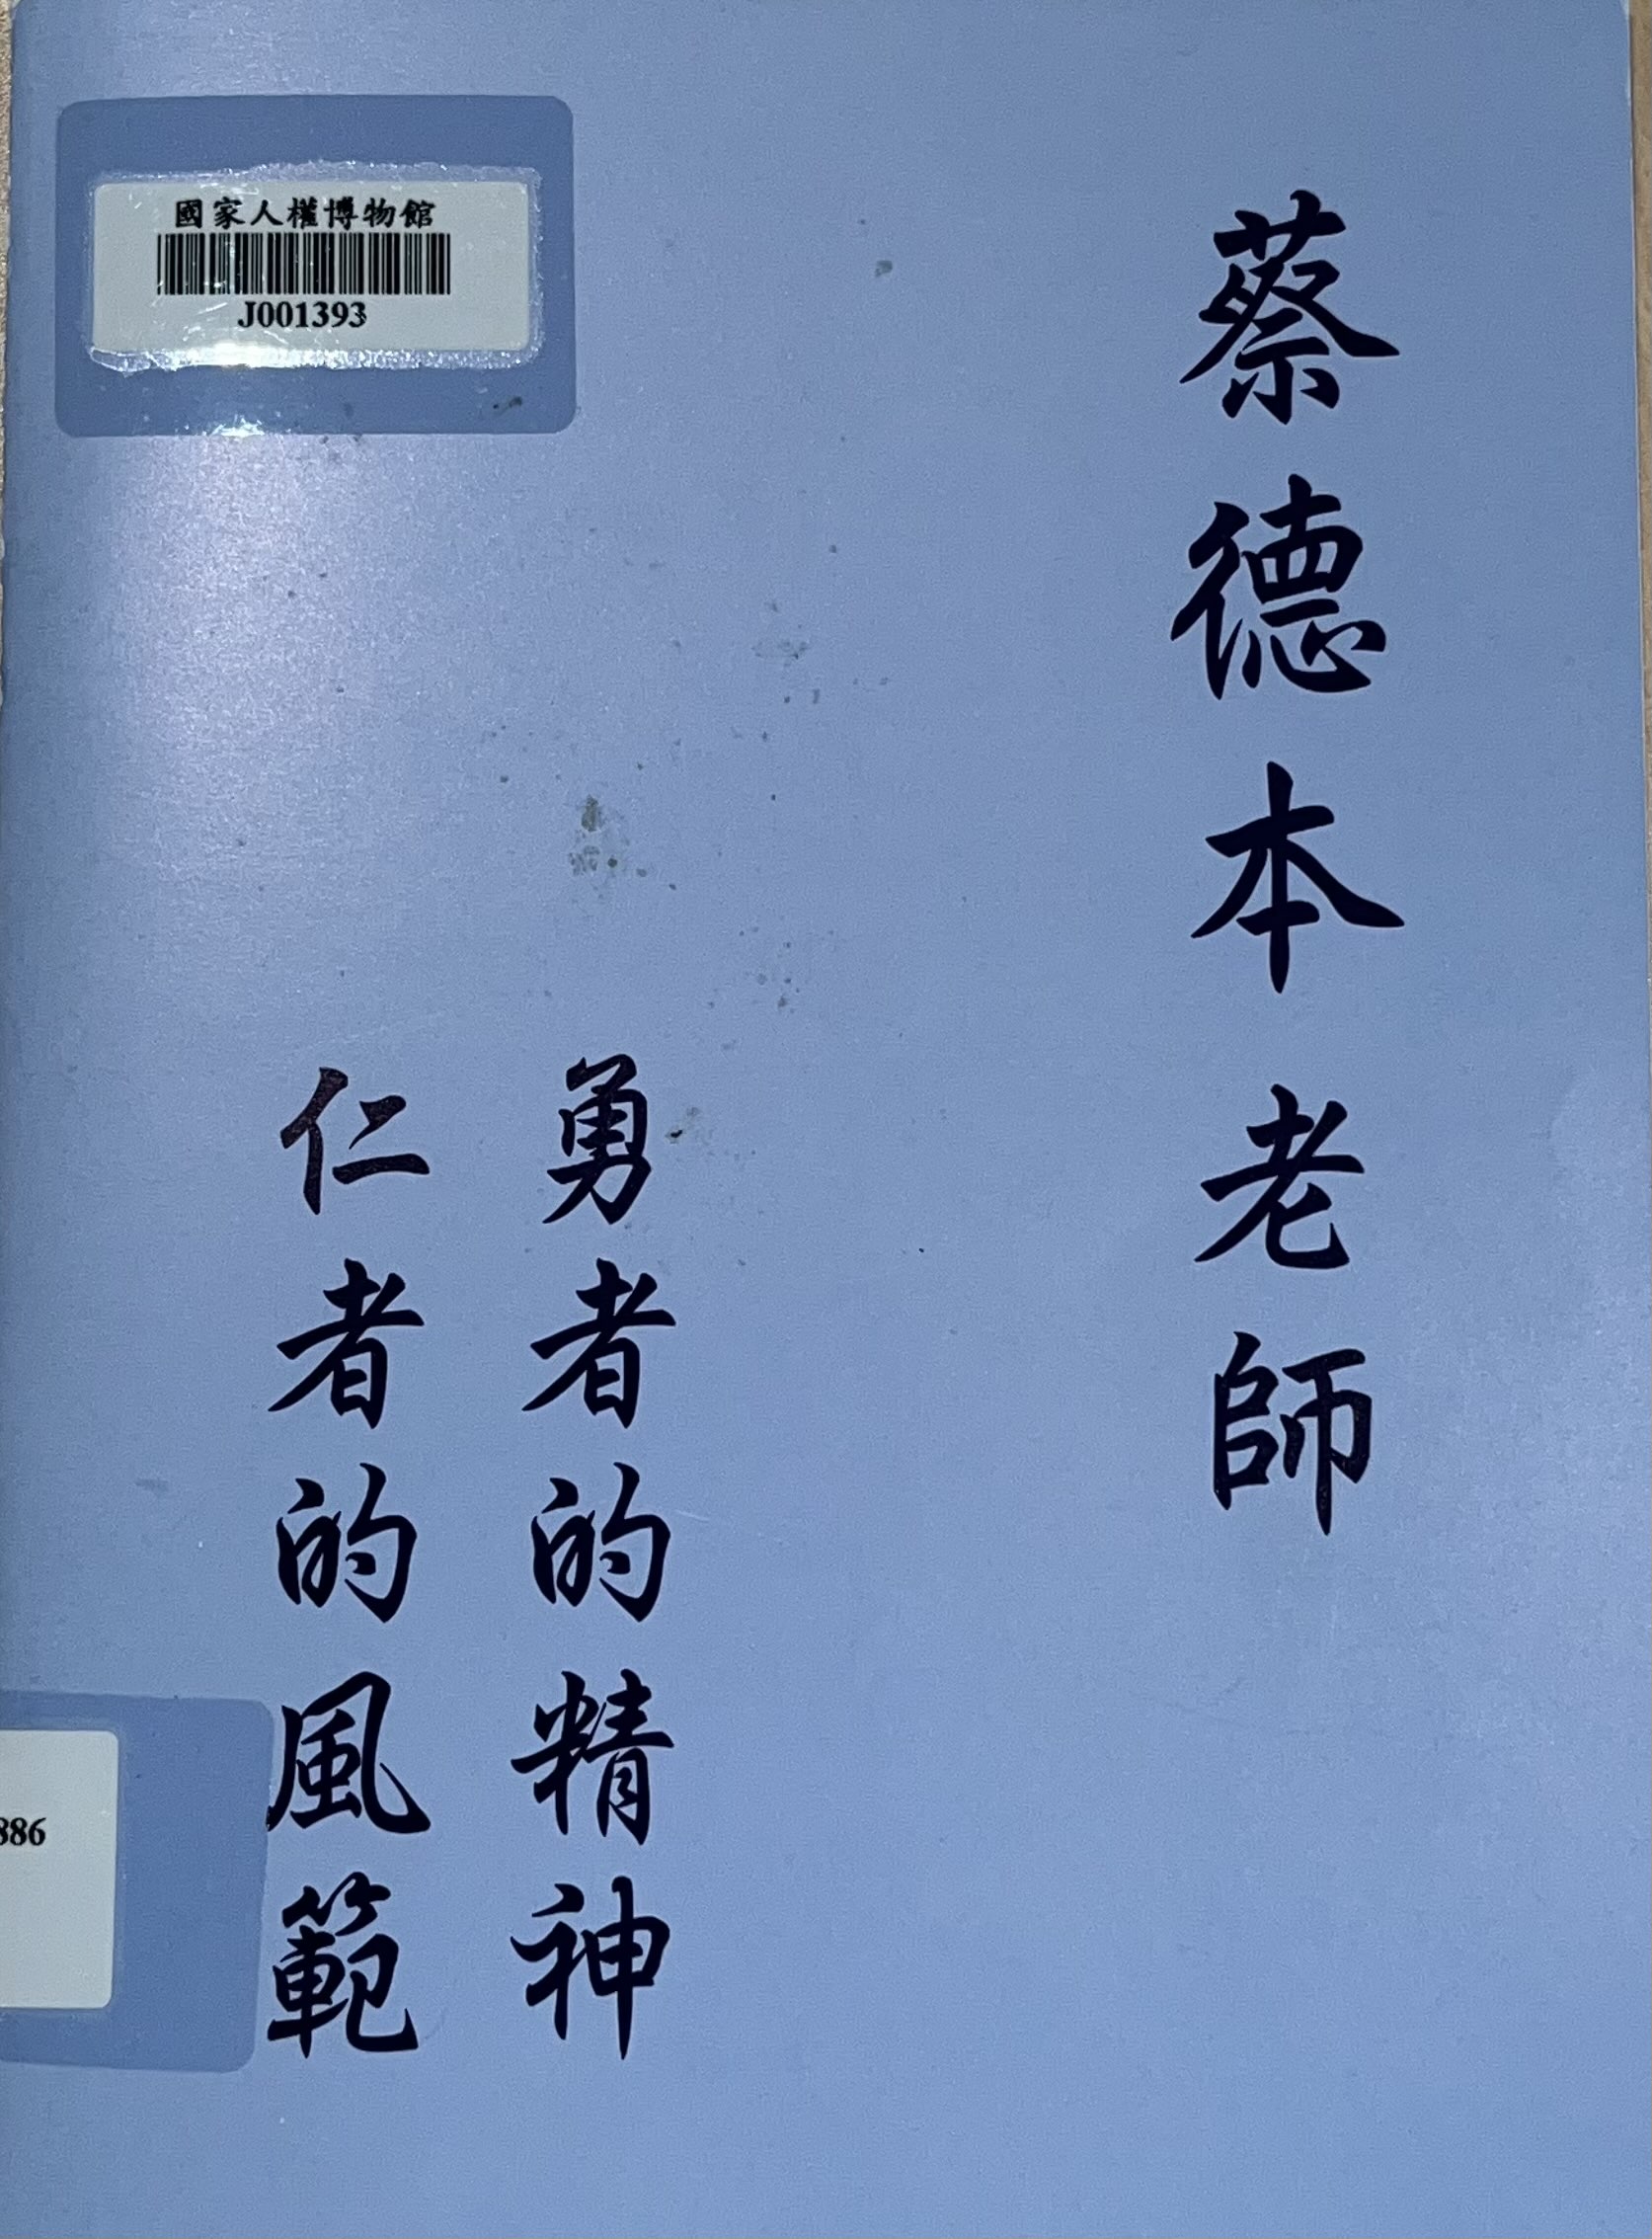 國家人權博物館
J001393
蔡德本老師
勇者的精神
仁者的風範
886